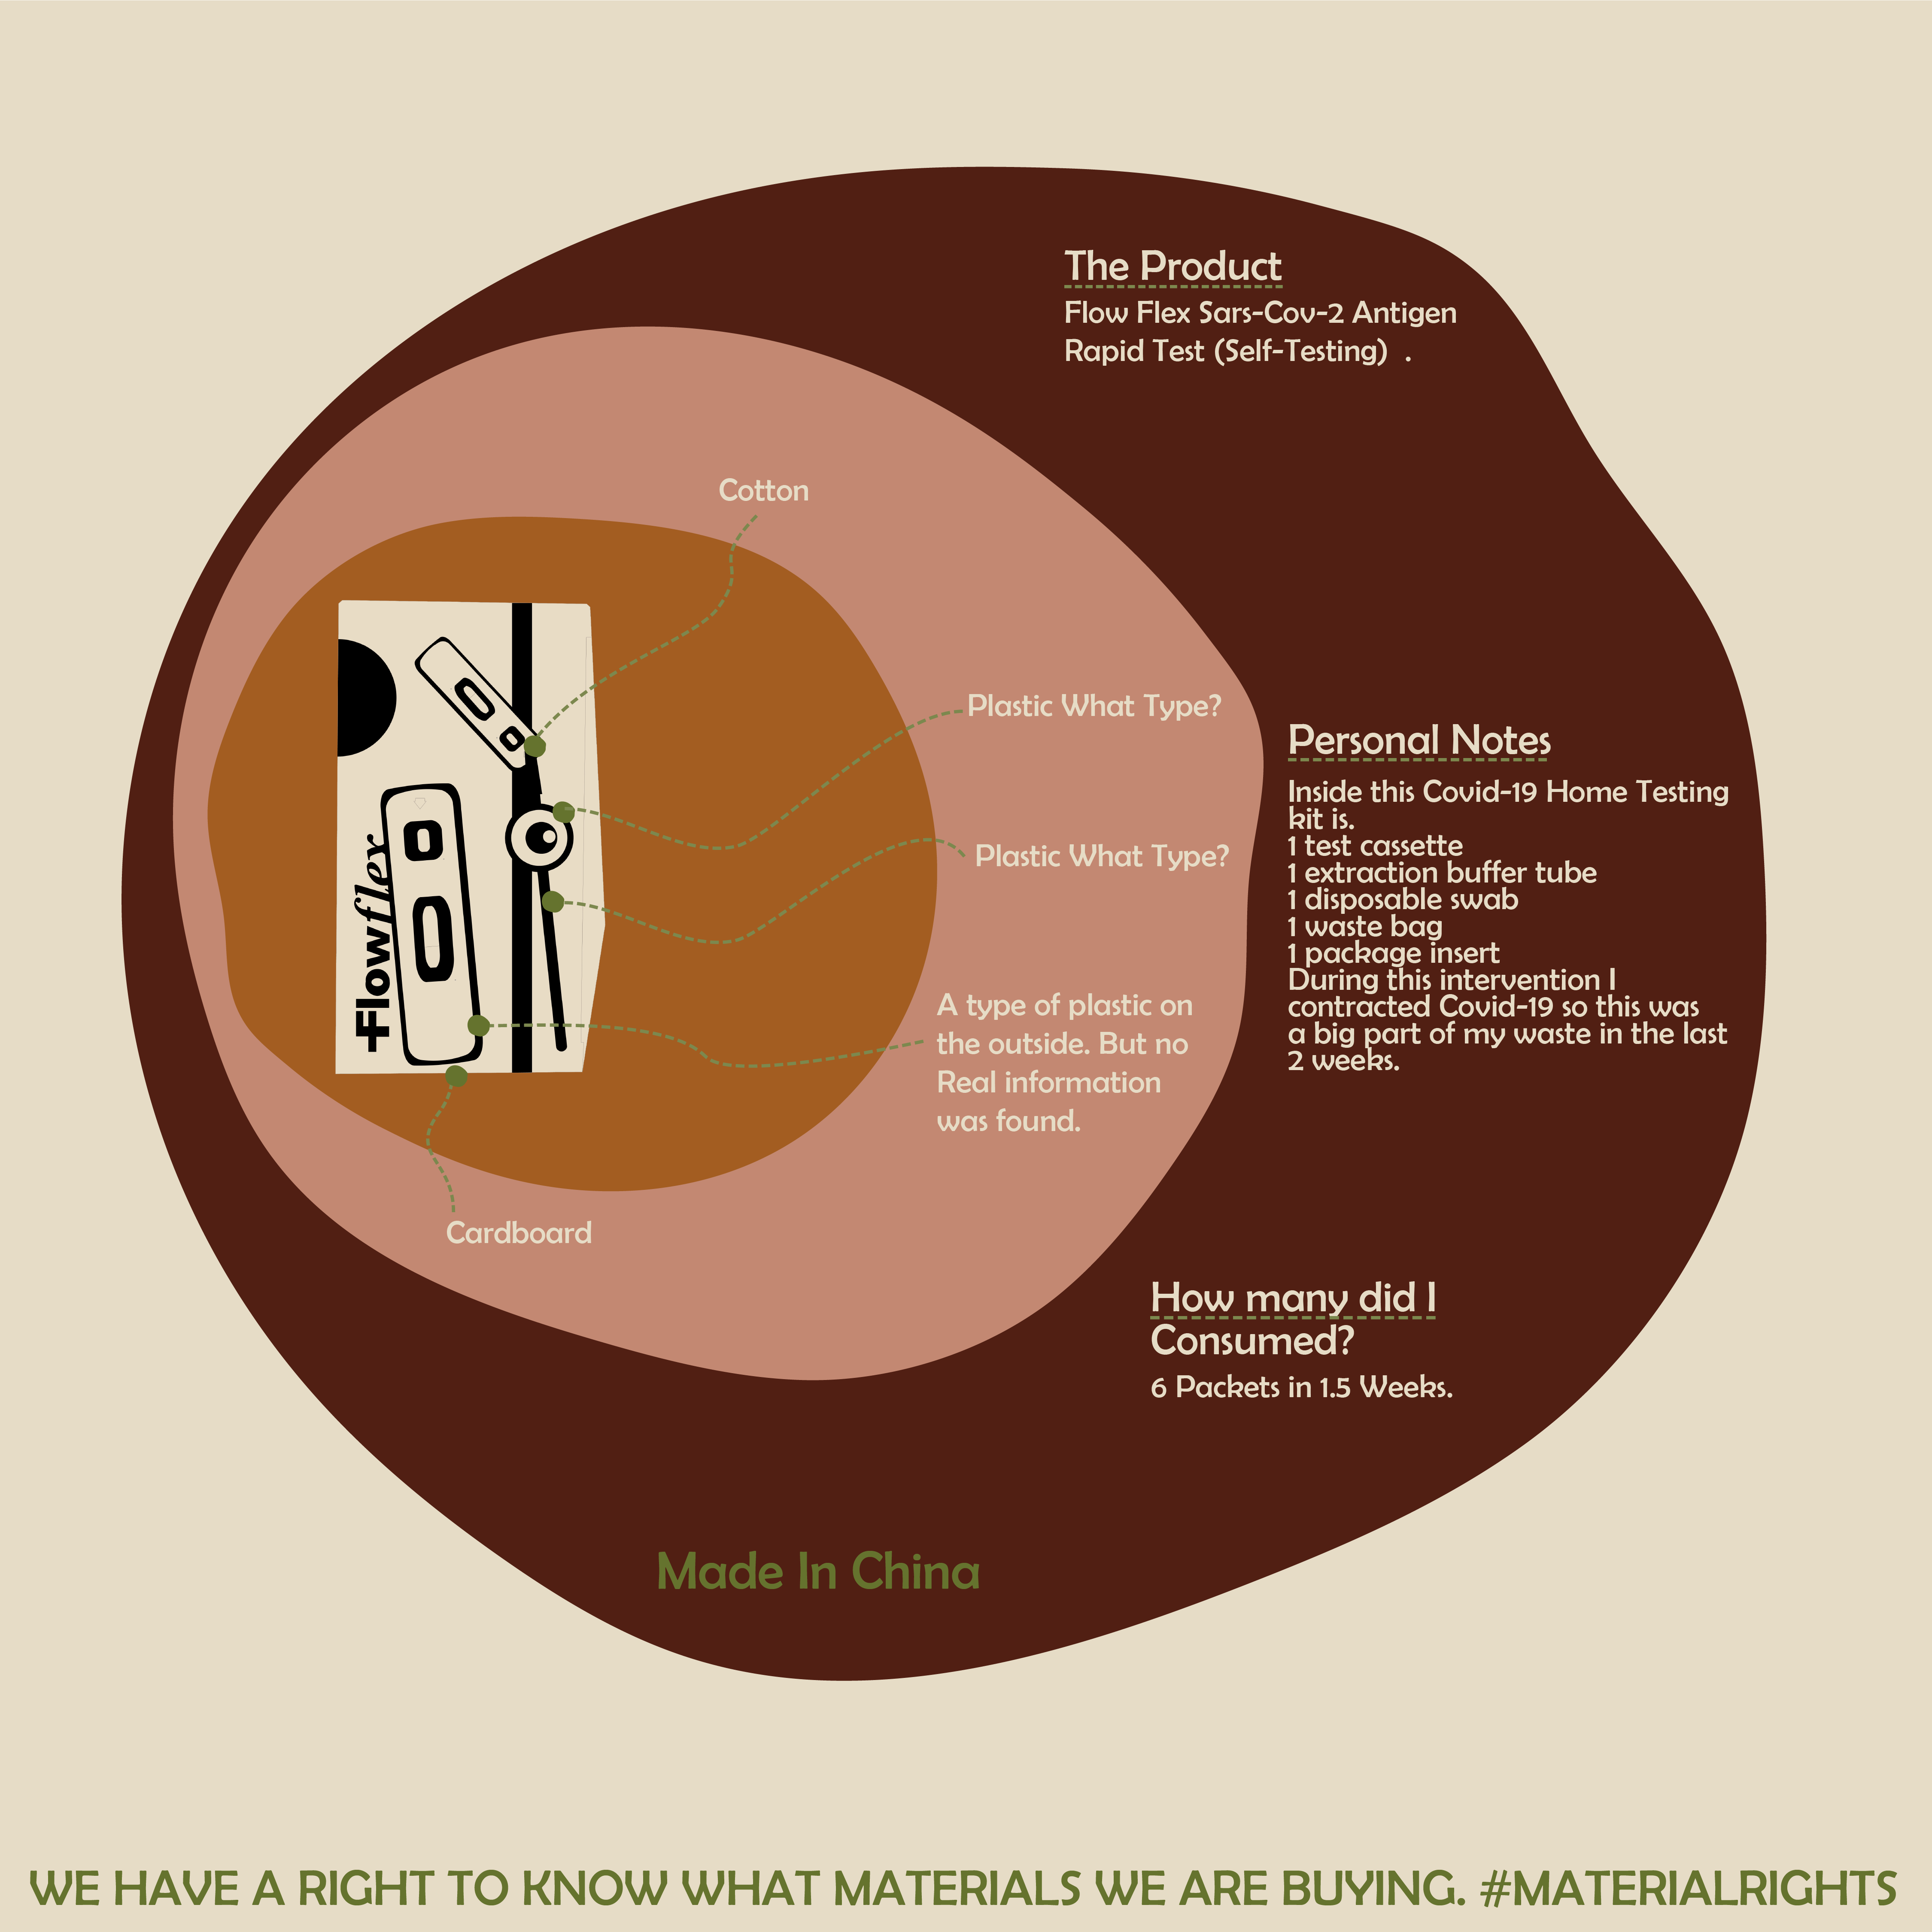 The Product
Flow Flex Sars-Cov-2 Antigen
Rapid Test (Self-Testing)  .
Cotton
Plastic What Type?
Plastic What Type?
A type of plastic on
the outside. But no
Real information
was found.
Cardboard
Flowflex
Personal Notes
Inside this Covid-19 Home Testing
kit is.
1 test cassette
1 extraction buffer tube
1 disposable swab
1 waste bag
1 package insert
During this intervention I
contracted Covid-19 so this was
a big part of my waste in the last
2 weeks.
How many did I
Consumed?
6 Packets in 1.5 Weeks.
Made In China
WE HAVE A RIGHT TO KNOW WHAT MATERIALS WE ARE BUYING. #MATERIALRIGHTS